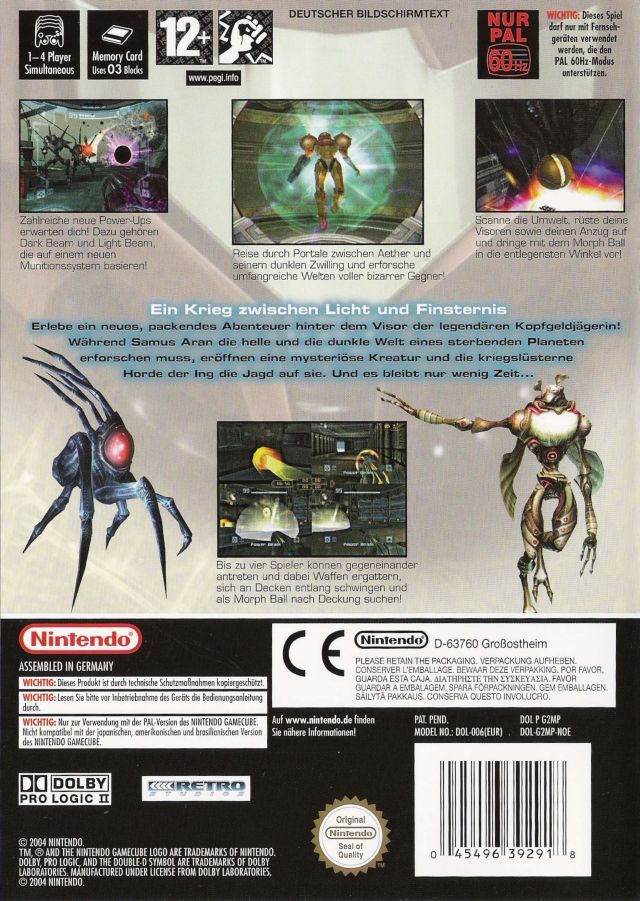 DEUTSCHER BILDSCHIRMTEXT
1–4 Player
Simultaneous
Memory Card
Uses 03 Blocks
12+
TM
www.pegi.info
NUR
PAL
60Hz
WICHTIG: Dieses Spiel
darf nur mit Fernseh-
geräten verwendet
werden, die den
PAL 60Hz-Modus
unterstützen.
Zahlreiche neue Power-Ups
erwarten dich! Dazu gehören
Dark Beam und Light Beam,
die auf einem neuen
Munitionssystem basieren!
Reise durch Portale zwischen Aether und
seinem dunklen Zwilling und erforsche
umfangreiche Welten voller bizarrer Gegner!
Scanne die Umwelt, rüste deine
Visoren sowie deinen Anzug auf
und dringe mit dem Morph Ball
in die entlegensten Winkel vor!
Ein Krieg zwischen Licht und Finsternis
Erlebe ein neues, packendes Abenteuer hinter dem Visor der legendären Kopfgeldjägerin!
Während Samus Aran die helle und die dunkle Welt eines sterbenden Planeten
erforschen muss, eröffnen eine mysteriöse Kreatur und die kriegslüsterne
Horde der Ing die Jagd auf sie. Und es bleibt nur wenig Zeit...
Power Beam
Power Beam
Power Beam
Bis zu vier Spieler können gegeneinander
antreten und dabei Waffen ergattern,
sich an Decken entlang schwingen und
als Morph Ball nach Deckung suchen!
Nintendo®
ASSEMBLED IN GERMANY
WICHTIG: Dieses Produkt ist durch technische Schutzmaßnahmen kopiergeschützt.
WICHTIG: Lesen Sie bitte vor Inbetriebnahme des Geräts die Bedienungsanleitung
durch.
WICHTIG: Nur zur Verwendung mit der PAL-Version des NINTENDO GAMECUBE.
Nicht kompatibel mit der japanischen, amerikanischen und brasilianischen Version
des NINTENDO GAMECUBE.
CE
Nintendo® D-63760 Großostheim
PLEASE RETAIN THE PACKAGING. VERPACKUNG AUFHEBEN.
CONSERVER L'EMBALLAGE. BEWAAR DEZE VERPAKKING. POR FAVOR,
GUARDA ESTA CAJA. ΔΙΑΤΗΡΗΣΤΕ ΤΗΝ ΣΥΣΚΕΥΑΣΙΑ. FAVOR
GUARDAR A EMBALAGEM. SPARA FÖRPACKNINGEN. GEM EMBALLAGEN.
SÄILYTÄ PAKKAUS. CONSERVA QUESTO INVOLUCRO.
Auf www.nintendo.de finden
Sie nähere Informationen!
PAT. PEND.
MODEL NO.: DOL-006(EUR)
DOL P G2MP
DOL-G2MP-NOE
DOLBY
PRO LOGIC II
RETRO
STUDIOS
Original
Nintendo
Seal of
Quality
TM
0 45496 39291 8
© 2004 NINTENDO.
TM, ® AND THE NINTENDO GAMECUBE LOGO ARE TRADEMARKS OF NINTENDO.
DOLBY, PRO LOGIC, AND THE DOUBLE-D SYMBOL ARE TRADEMARKS OF DOLBY
LABORATORIES. MANUFACTURED UNDER LICENSE FROM DOLBY LABORATORIES.
© 2004 NINTENDO.